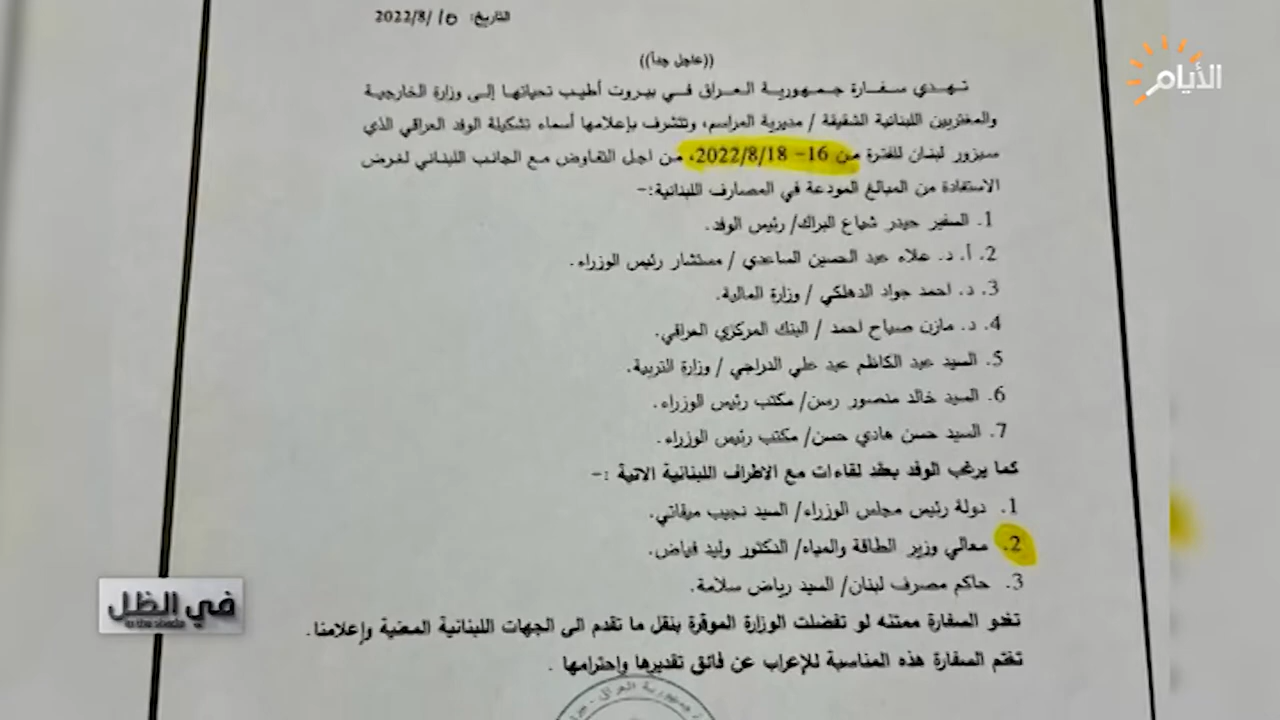 التاريخ: 2022/8/10
الأيام
((عاجل جداً))
تهدي سفارة جمهورية العراق في بيروت أطيب تحياتها إلى وزارة الخارجية
والمغتربين اللبنانية الشقيقة / مديرية المراسم، وتتشرف بإعلامها أسماء تشكيلة الوفد العراقي الذي
سيزور لبنان للفترة من 16- 2022/8/18، من اجل التفاوض مع الجانب اللبناني لغرض
الاستفادة من المبالغ المودعة في المصارف اللبنانية:-
1. السفير حيدر شياع البراك/ رئيس الوفد.
2. أ. د. علاء عبد الحسين الساعدي / مستشار رئيس الوزراء.
3. د. احمد جواد الدهلكي / وزارة المالية.
4. د. مازن صباح احمد / البنك المركزي العراقي.
5. السيد عبد الكاظم عبد علي الدراجي / وزارة التربية.
6. السيد خالد منصور رسن/ مكتب رئيس الوزراء.
7. السيد حسن هادي حسن/ مكتب رئيس الوزراء.
كما يرغب الوفد بعقد لقاءات مع الاطراف اللبنانية الاتية :-
1. دولة رئيس مجلس الوزراء/ السيد نجيب ميقاتي.
2. معالي وزير الطاقة والمياه/ الدكتور وليد فياض.
3. حاكم مصرف لبنان/ السيد رياض سلامة.
في الظل
in the shade
تغدو السفارة ممتنه لو تفضلت الوزارة الموقرة بنقل ما تقدم الى الجهات اللبنانية المعنية وإعلامنا.
تغتم السفارة هذه المناسبة للإعراب عن فائق تقديرها وإحترامها .
جمهورية العراق